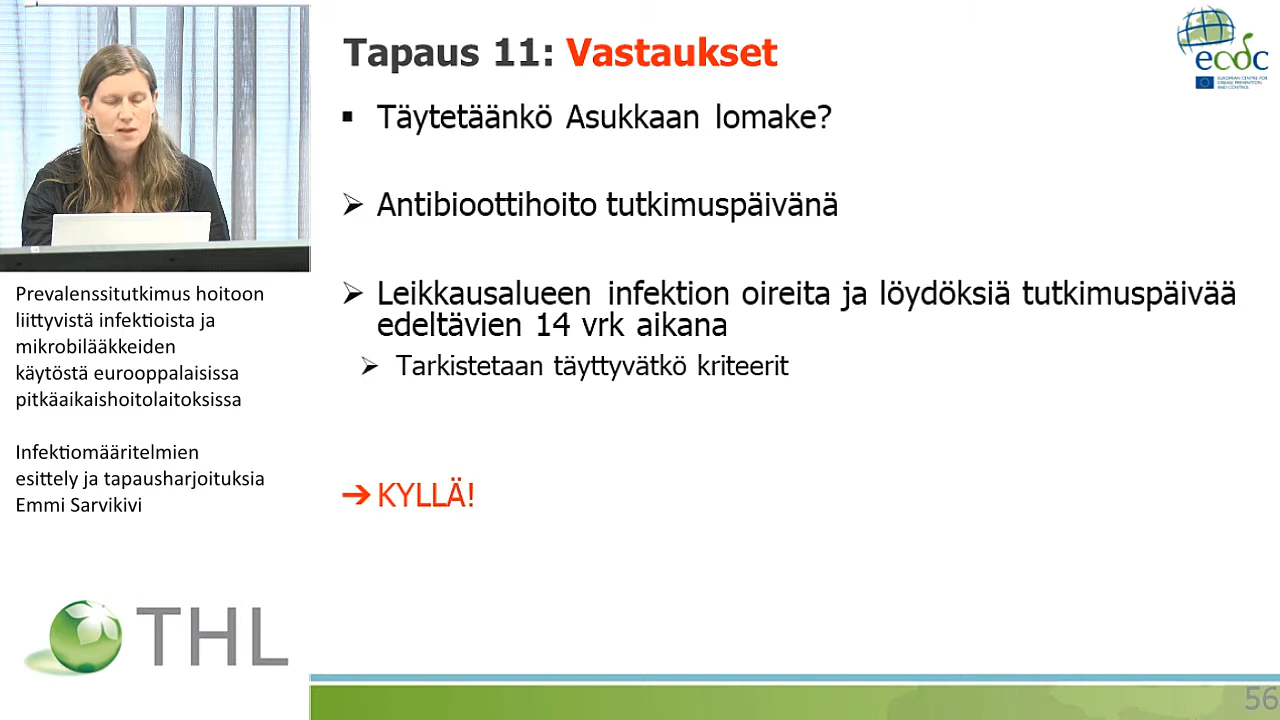 Tapaus 11: Vastaukset
▪ Täytetäänkö Asukkaan lomake?
➢ Antibioottihoito tutkimuspäivänä
➢ Leikkausalueen infektion oireita ja löydöksiä tutkimuspäivää
edeltävien 14 vrk aikana
➢ Tarkistetaan täyttyvätkö kriteerit
➔ KYLLÄ!
ecdc
EUROPEAN CENTRE FOR
DISEASE PREVENTION
AND CONTROL
Prevalenssitutkimus hoitoon
liittyvistä infektioista ja
mikrobilääkkeiden
käytöstä eurooppalaisissa
pitkäaikaishoitolaitoksissa
Infektiomääritelmien
esittely ja tapausharjoituksia
Emmi Sarvikivi
THL
56